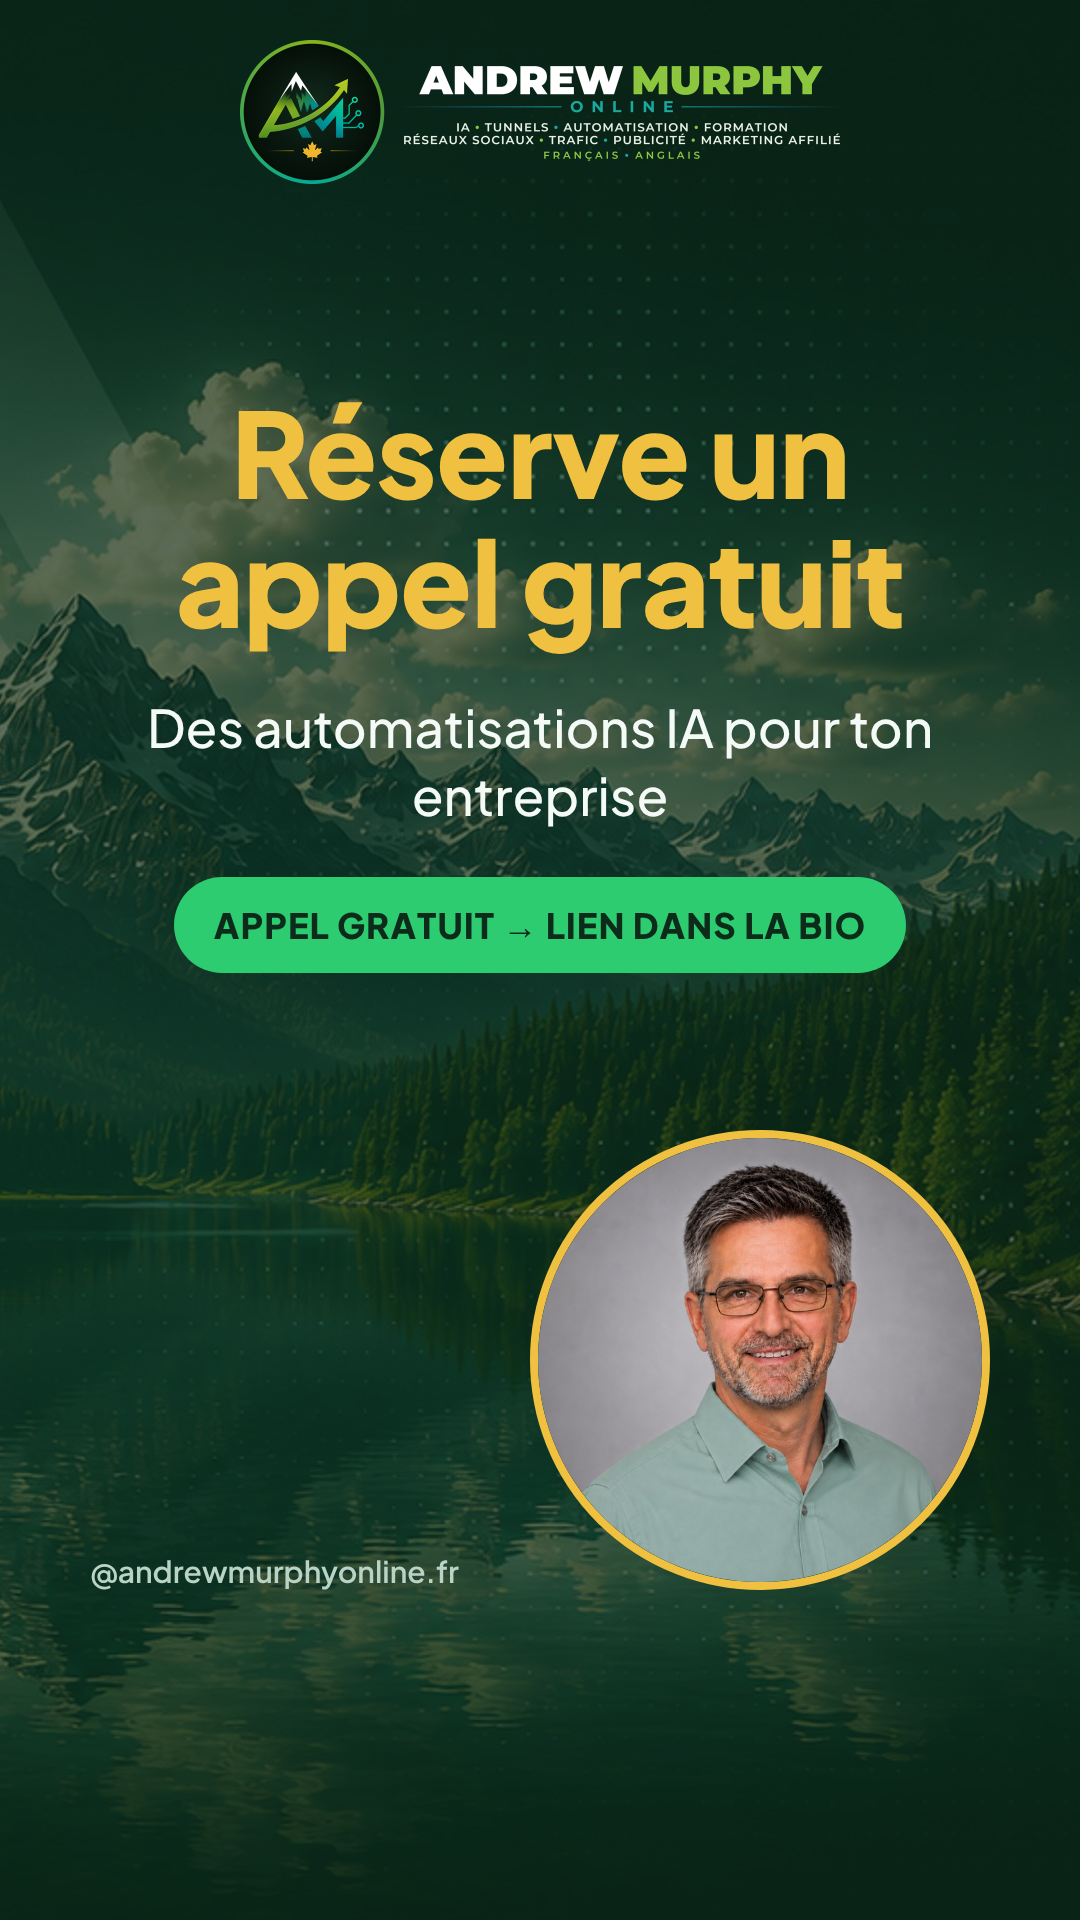 AM
ANDREW MURPHY
ONLINE
IA • TUNNELS • AUTOMATISATION • FORMATION
RÉSEAUX SOCIAUX • TRAFIC • PUBLICITÉ • MARKETING AFFILIÉ
FRANÇAIS • ANGLAIS
Réserve un
appel gratuit
Des automatisations IA pour ton
entreprise
APPEL GRATUIT → LIEN DANS LA BIO
@andrewmurphyonline.fr